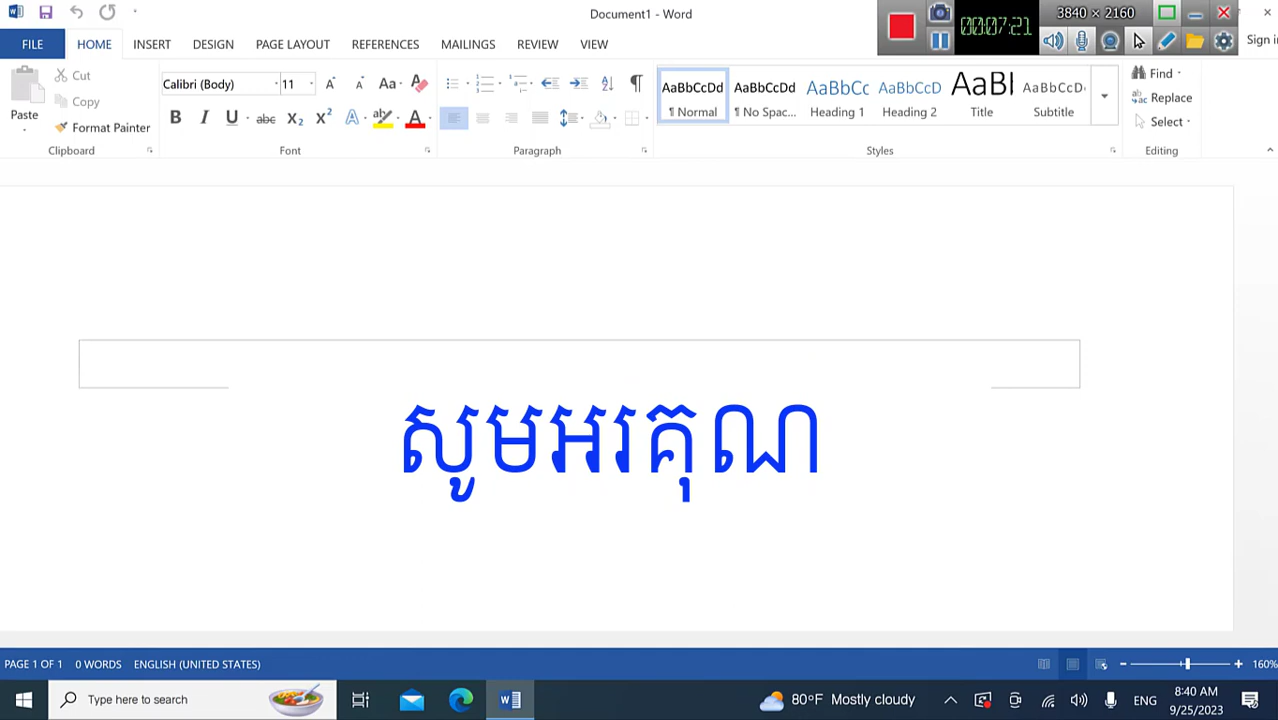 Document1 - Word
00:07:21
3840 × 2160
FILE HOME INSERT DESIGN PAGE LAYOUT REFERENCES MAILINGS REVIEW VIEW
Sign in
Cut
Copy
Paste
Format Painter
Clipboard
Calibri (Body) 11
Font
Paragraph
AaBbCcDd AaBbCcDd AaBbCc AaBbCcD AaBl AaBbCcDd
¶ Normal ¶ No Spac... Heading 1 Heading 2 Title Subtitle
Styles
Find
Replace
Select
Editing
សូមអរគុណ
PAGE 1 OF 1 0 WORDS ENGLISH (UNITED STATES) 160%
Type here to search
80°F Mostly cloudy
ENG
8:40 AM
9/25/2023